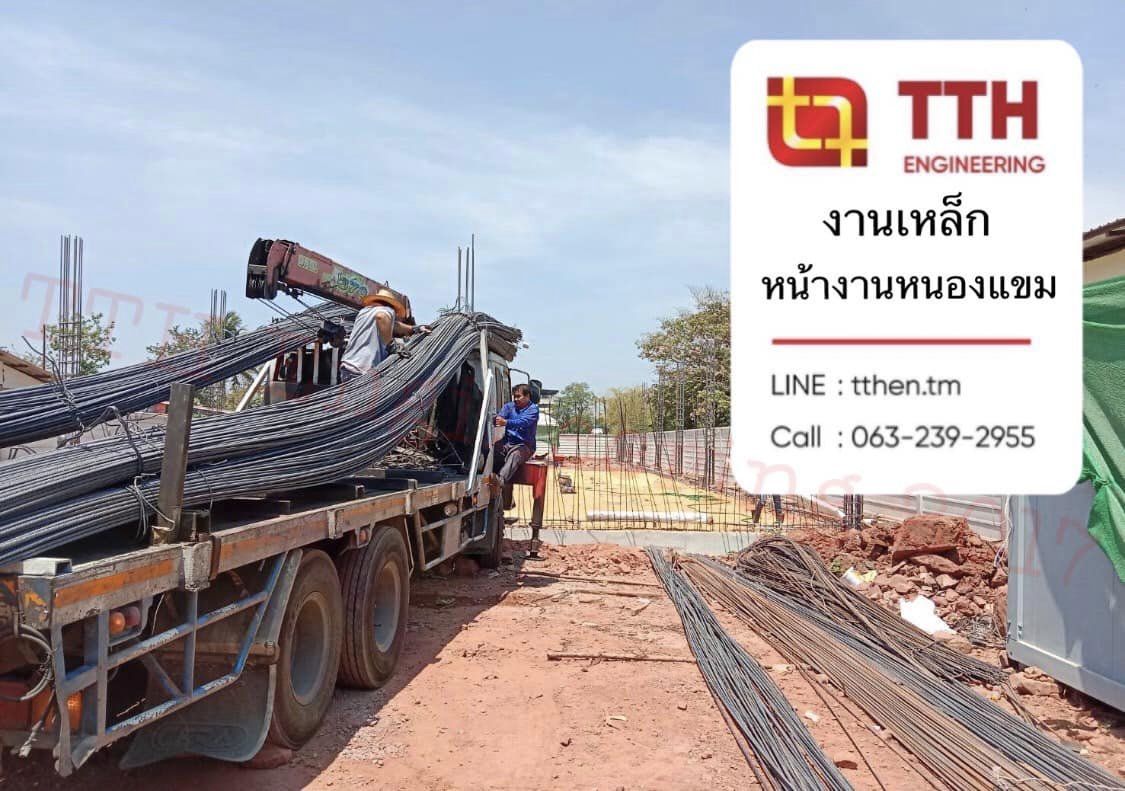 TTH
ENGINEERING
งานเหล็ก
หน้างานหนองแขม
LINE : tthen.tm
Call : 063-239-2955